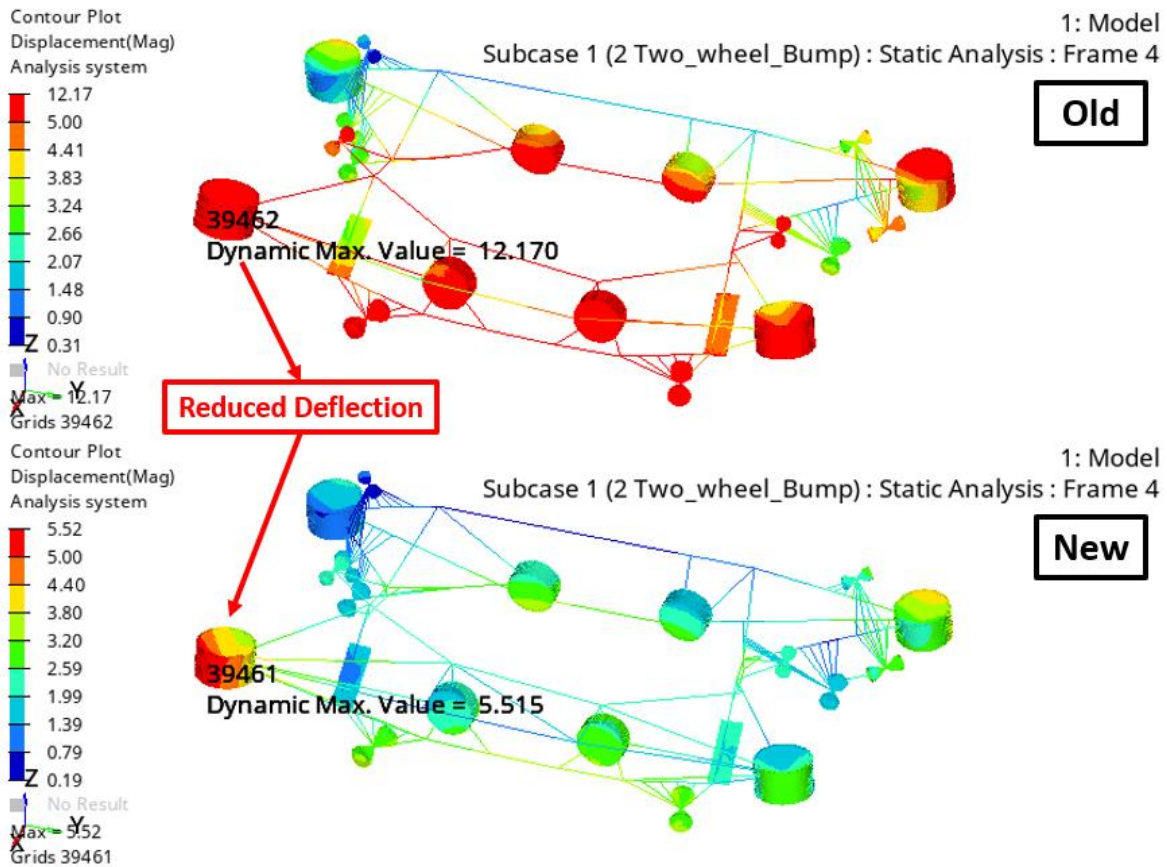 Contour Plot
Displacement(Mag)
Analysis system
1: Model
Subcase 1 (2 Two_wheel_Bump) : Static Analysis : Frame 4
Old
12.17
5.00
4.41
3.83
3.24
2.66
2.07
1.48
0.90
0.31
No Result
Max = 12.17
Grids 39462
Z
Y
X
39462
Dynamic Max. Value = 12.170
Reduced Deflection
Contour Plot
Displacement(Mag)
Analysis system
1: Model
Subcase 1 (2 Two_wheel_Bump) : Static Analysis : Frame 4
New
5.52
5.00
4.40
3.80
3.20
2.59
1.99
1.39
0.79
0.19
No Result
Max = 5.52
Grids 39461
Z
Y
X
39461
Dynamic Max. Value = 5.515